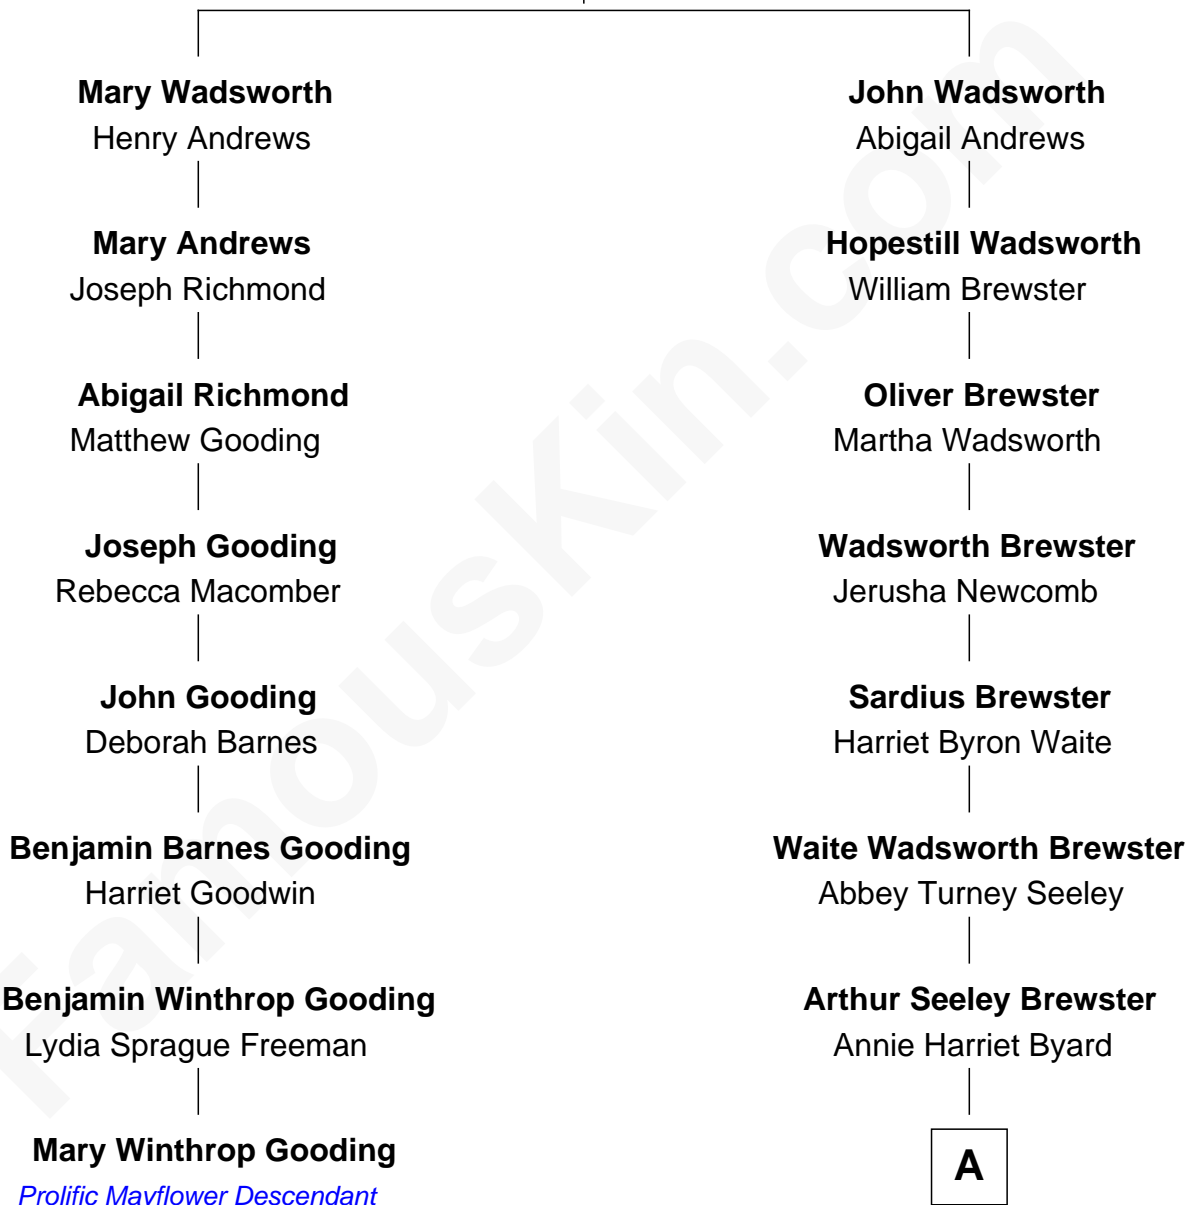 Mary Wadsworth
Henry Andrews
Mary Andrews
Joseph Richmond
Abigail Richmond
Matthew Gooding
Joseph Gooding
Rebecca Macomber
John Gooding
Deborah Barnes
Benjamin Barnes Gooding
Harriet Goodwin
Benjamin Winthrop Gooding
Lydia Sprague Freeman
Mary Winthrop Gooding
Prolific Mayflower Descendant
John Wadsworth
Abigail Andrews
Hopestill Wadsworth
William Brewster
Oliver Brewster
Martha Wadsworth
Wadsworth Brewster
Jerusha Newcomb
Sardius Brewster
Harriet Byron Waite
Waite Wadsworth Brewster
Abbey Turney Seeley
Arthur Seeley Brewster
Annie Harriet Byard
A
FamousKin.com